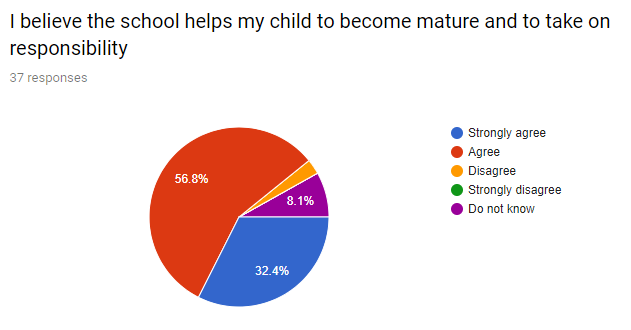 I believe the school helps my child to become mature and to take on
responsibility
37 responses
56.8%
8.1%
32.4%
Strongly agree
Agree
Disagree
Strongly disagree
Do not know